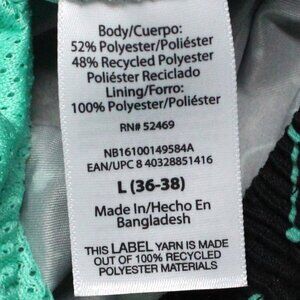 Body/Cuerpo:
52% Polyester/Poliéster
48% Recycled Polyester
Poliéster Reciclado
Lining/Forro:
100% Polyester/Poliéster
RN# 52469
NB16100149584A
EAN/UPC 8 40328851416
L (36-38)
Made In/Hecho En
Bangladesh
THIS LABEL YARN IS MADE
OUT OF 100% RECYCLED
POLYESTER MATERIALS